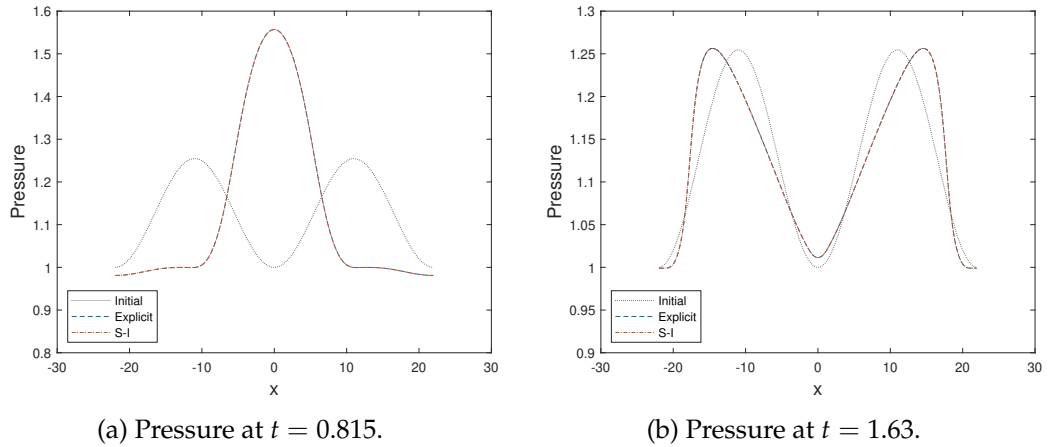 1.6
1.5
1.4
1.3
1.2
1.1
1
0.9
0.8
Pressure
Initial
Explicit
S-I
-30 -20 -10 0 10 20 30
x
(a) Pressure at t = 0.815.
1.3
1.25
1.2
1.15
1.1
1.05
1
0.95
0.9
Pressure
Initial
Explicit
S-I
-30 -20 -10 0 10 20 30
x
(b) Pressure at t = 1.63.